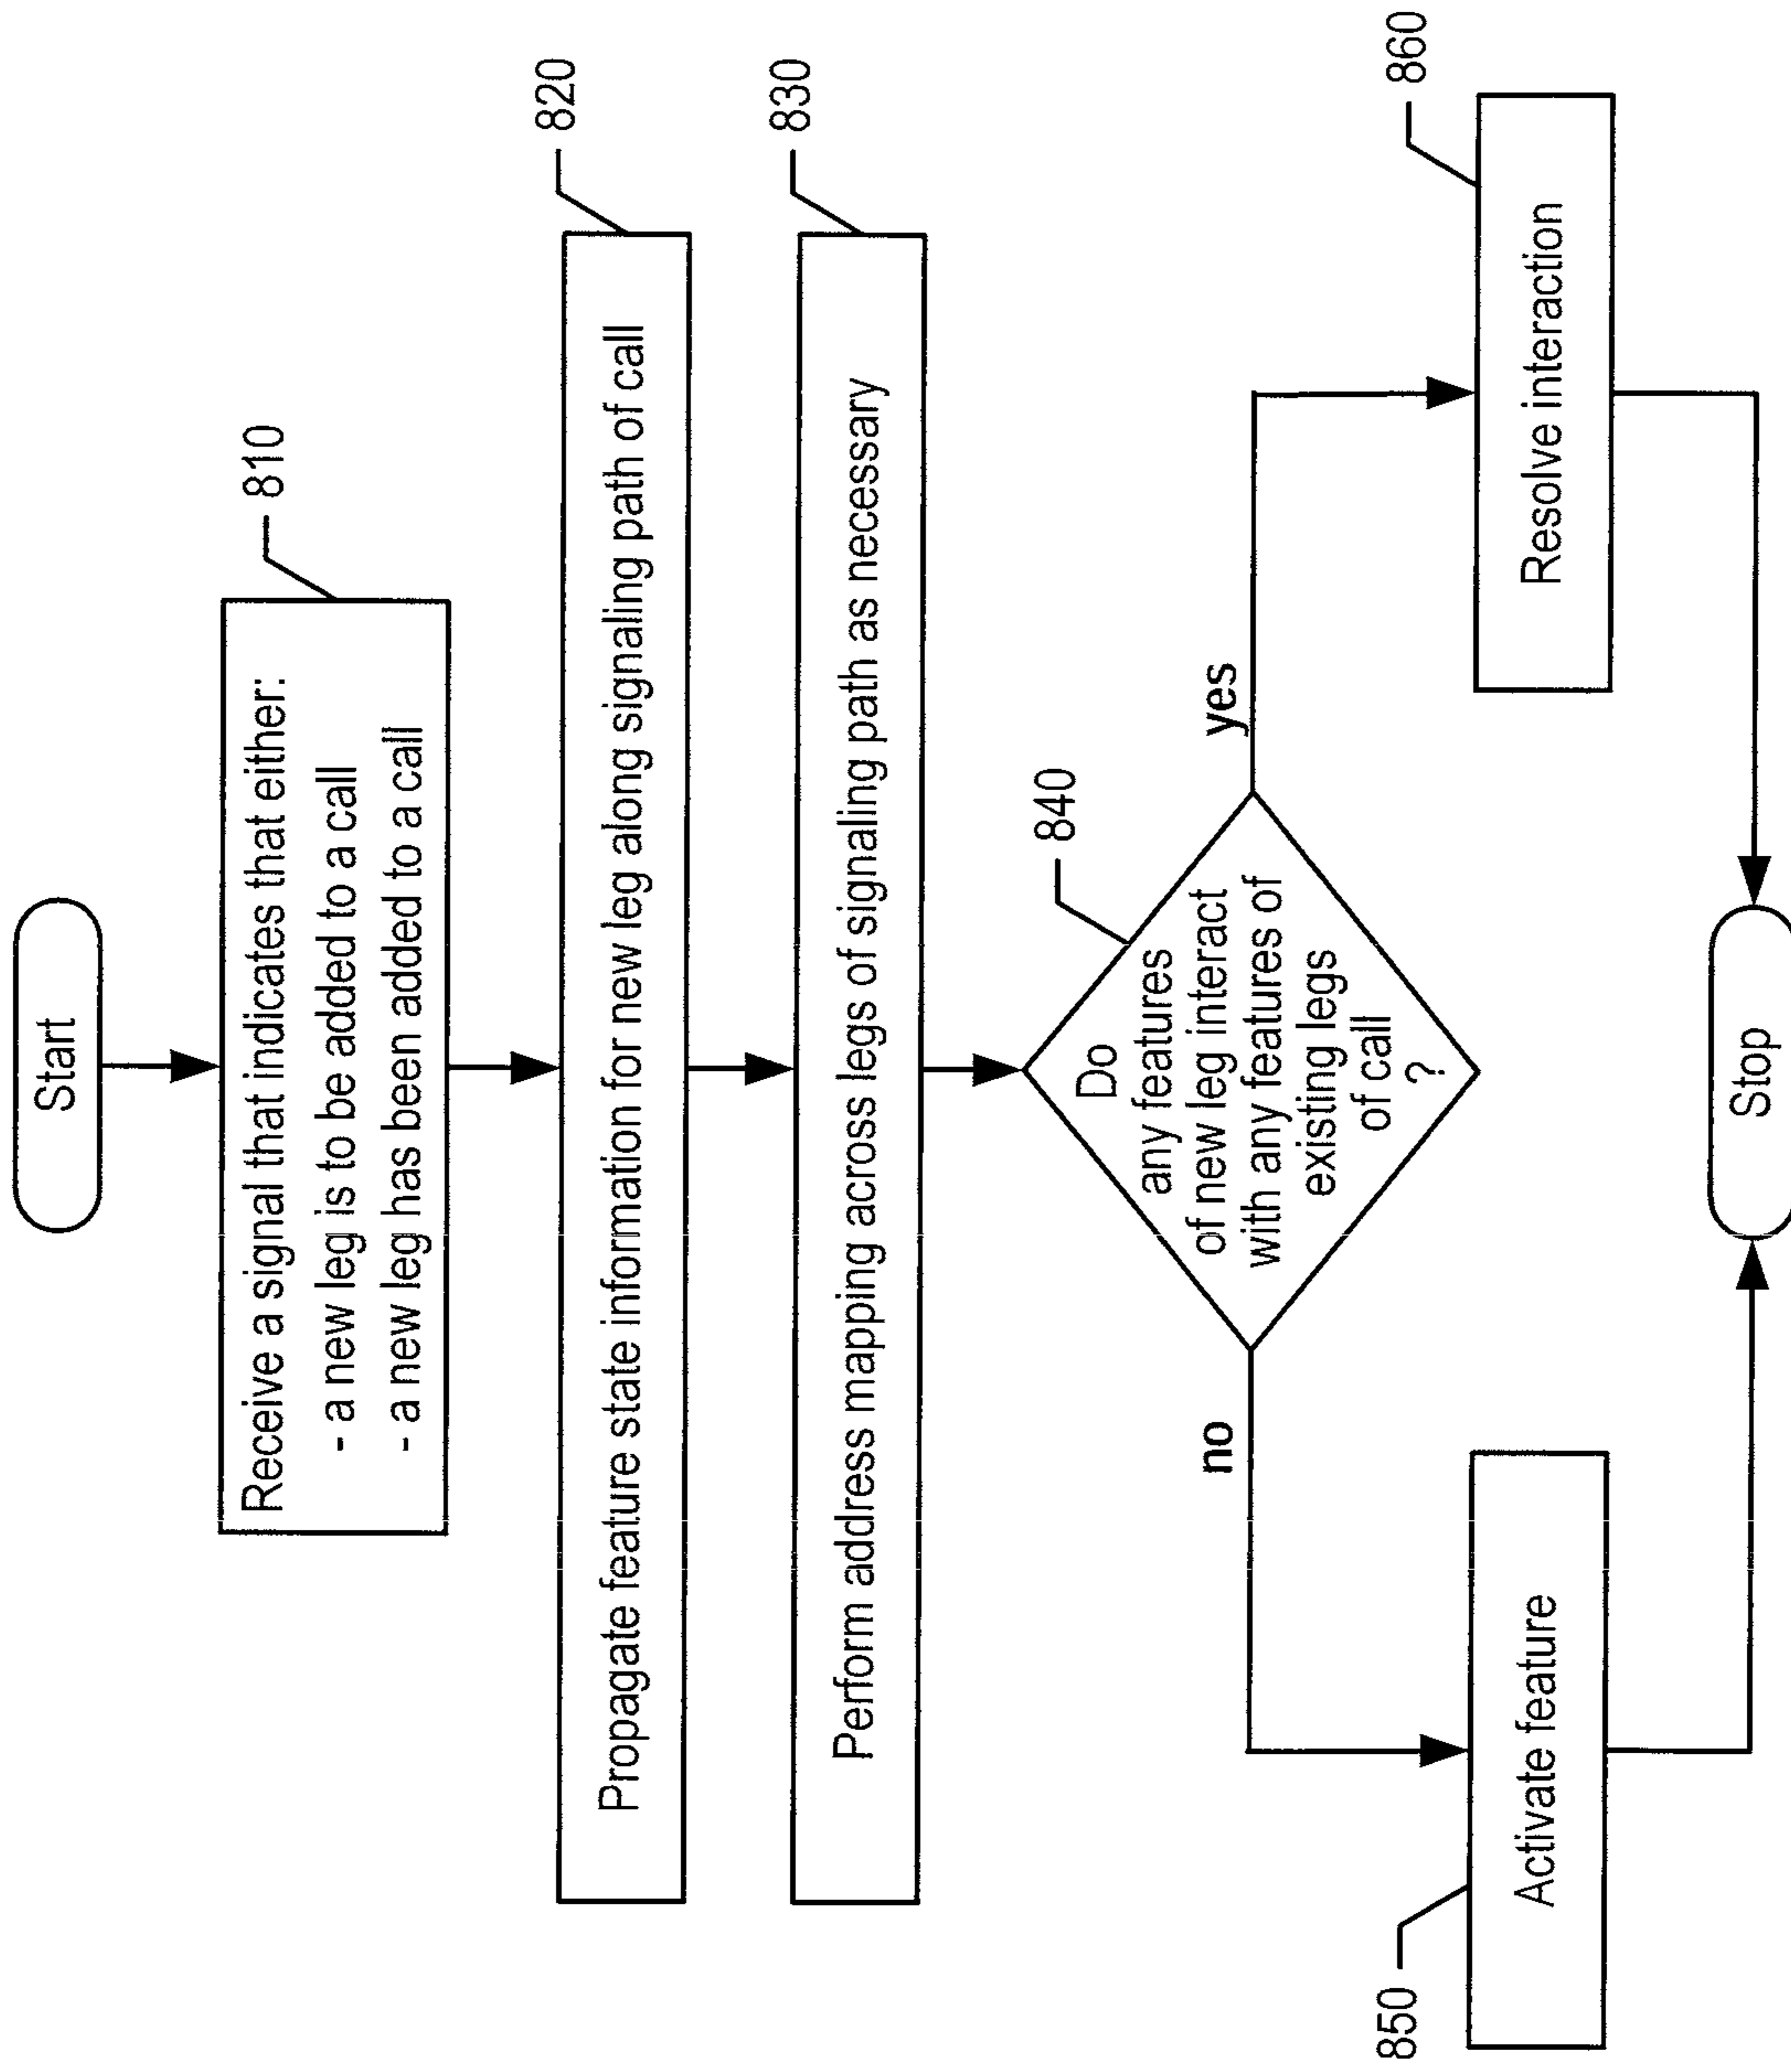 Start
810
Receive a signal that indicates that either:
- a new leg is to be added to a call
- a new leg has been added to a call
820
Propagate feature state information for new leg along signaling path of call
830
Perform address mapping across legs of signaling path as necessary
840
Do
any features
of new leg interact
with any features of
existing legs
of call
?
no
yes
850
Activate feature
860
Resolve interaction
Stop